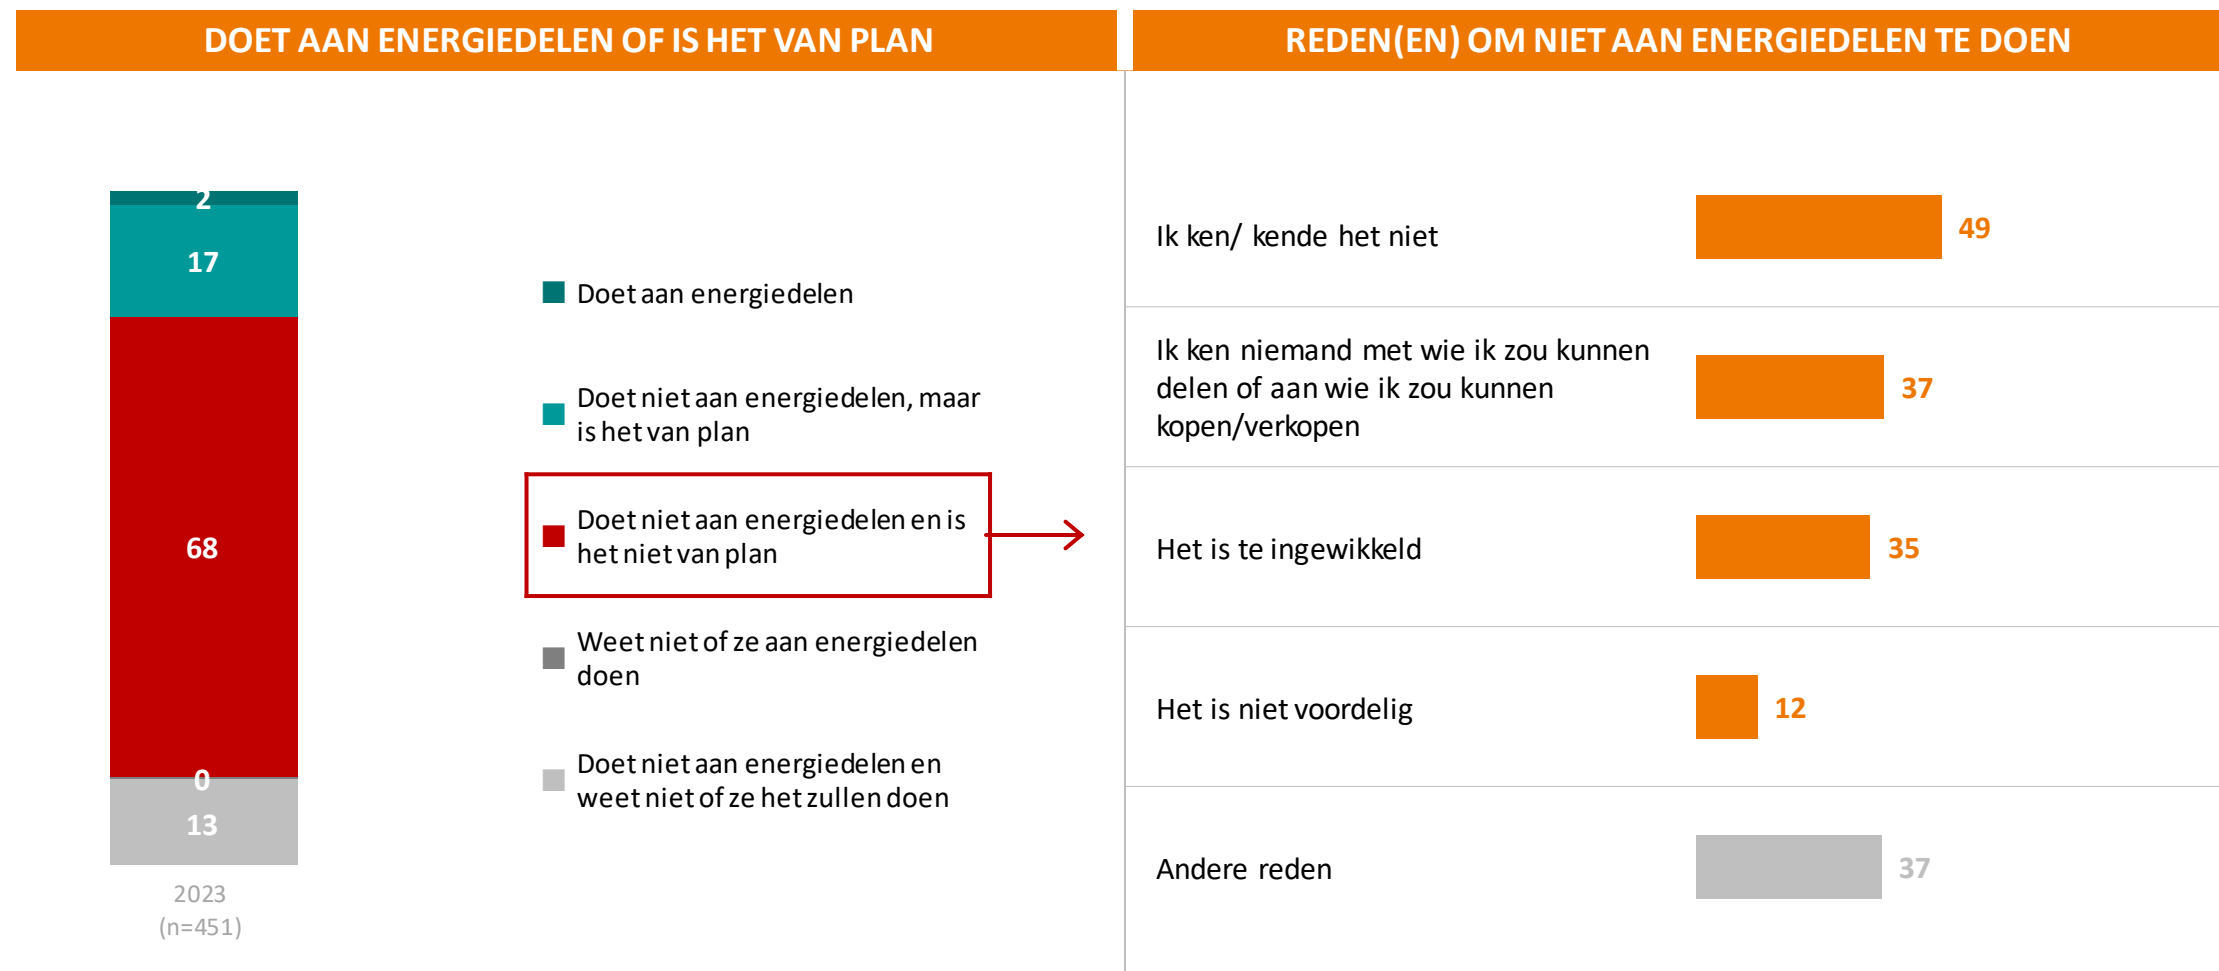 DOET AAN ENERGIEDELEN OF IS HET VAN PLAN
2
17
68
0
13
2023
(n=451)
Doet aan energiedelen
Doet niet aan energiedelen, maar
is het van plan
Doet niet aan energiedelen en is
het niet van plan
Weet niet of ze aan energiedelen
doen
Doet niet aan energiedelen en
weet niet of ze het zullen doen
REDEN(EN) OM NIET AAN ENERGIEDELEN TE DOEN
Ik ken/ kende het niet
49
Ik ken niemand met wie ik zou kunnen
delen of aan wie ik zou kunnen
kopen/verkopen
37
Het is te ingewikkeld
35
Het is niet voordelig
12
Andere reden
37